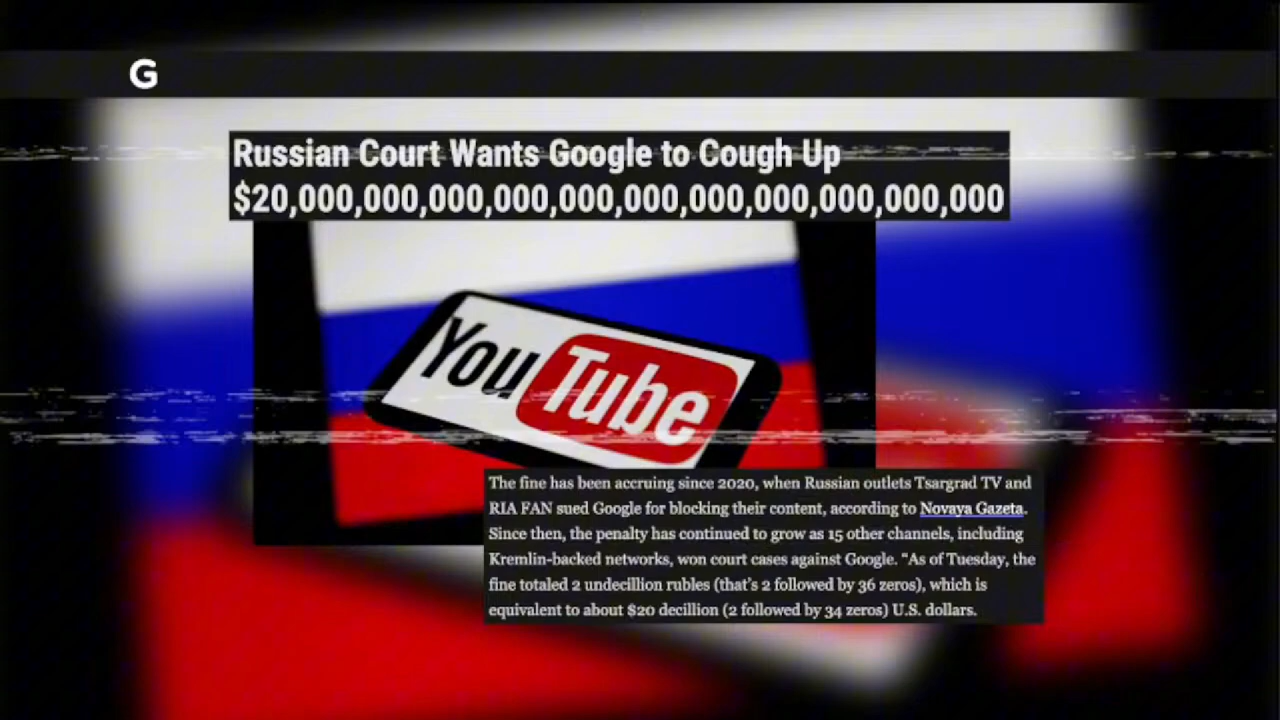 G
Russian Court Wants Google to Cough Up
$20,000,000,000,000,000,000,000,000,000,000,000
YouTube
The fine has been accruing since 2020, when Russian outlets Tsargrad TV and
RIA FAN sued Google for blocking their content, according to Novaya Gazeta.
Since then, the penalty has continued to grow as 15 other channels, including
Kremlin-backed networks, won court cases against Google. “As of Tuesday, the
fine totaled 2 undecillion rubles (that’s 2 followed by 36 zeros), which is
equivalent to about $20 decillion (2 followed by 34 zeros) U.S. dollars.